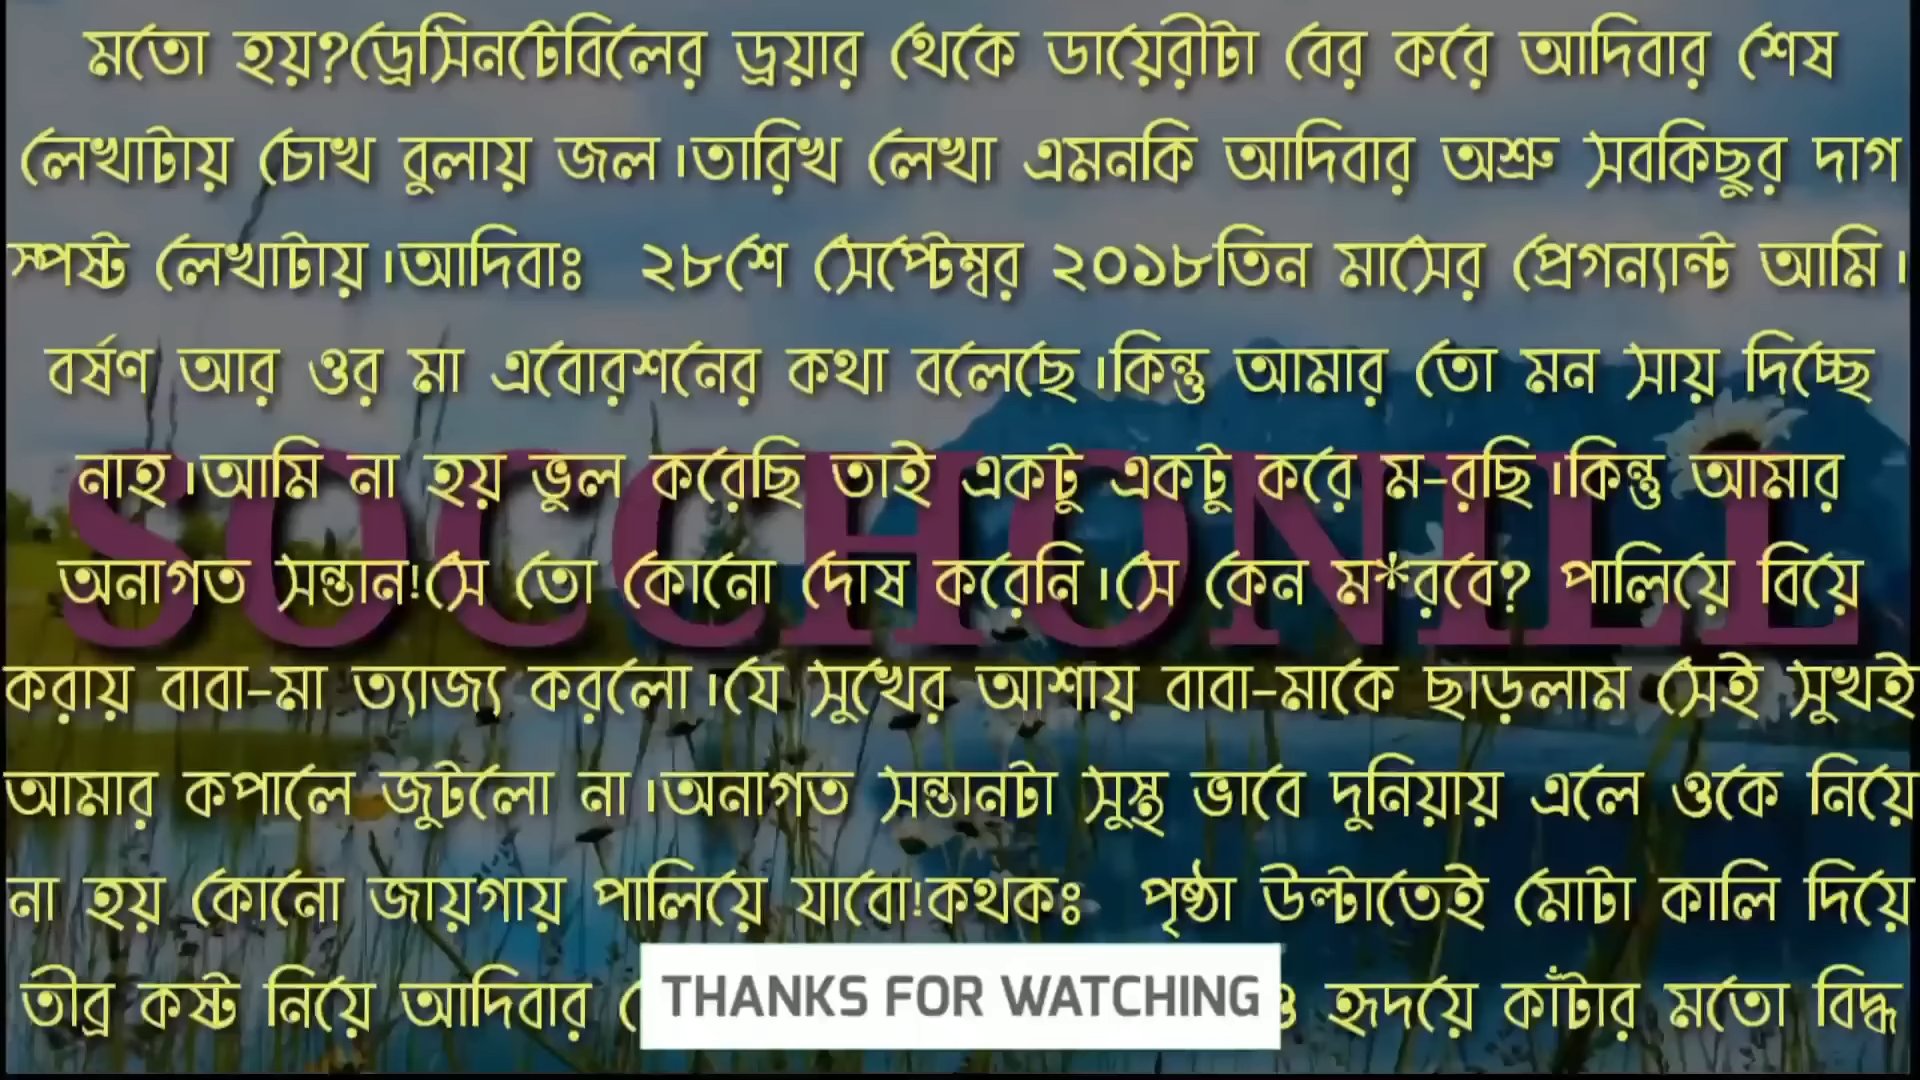 মতো হয়?ড্রেসিনটেবিলের ড্রয়ার থেকে ডায়েরীটা বের করে আদিবার শেষ
লেখাটায় চোখ বুলায় জল।তারিখ লেখা এমনকি আদিবার অশ্রু সবকিছুর দাগ
স্পষ্ট লেখাটায়।আদিবাঃ ২৮শে সেপ্টেম্বর ২০১৮তিন মাসের প্রেগন্যান্ট আমি।
বর্ষণ আর ওর মা এবোরশনের কথা বলেছে।কিন্তু আমার তো মন সায় দিচ্ছে
নাহ।আমি না হয় ভুল করেছি তাই একটু একটু করে ম-রছি।কিন্তু আমার
অনাগত সন্তান!সে তো কোনো দোষ করেনি।সে কেন ম*রবে? পালিয়ে বিয়ে
করায় বাবা-মা ত্যাজ্য করলো।যে সুখের আশায় বাবা-মাকে ছাড়লাম সেই সুখই
আমার কপালে জুটলো না।অনাগত সন্তানটা সুস্থ ভাবে দুনিয়ায় এলে ওকে নিয়ে
না হয় কোনো জায়গায় পালিয়ে যাবো!কথকঃ পৃষ্ঠা উল্টাতেই মোটা কালি দিয়ে
তীব্র কষ্ট নিয়ে আদিবার হৃদয়ে কাঁটার মতো বিদ্ধ
SOCCHONILL
THANKS FOR WATCHING